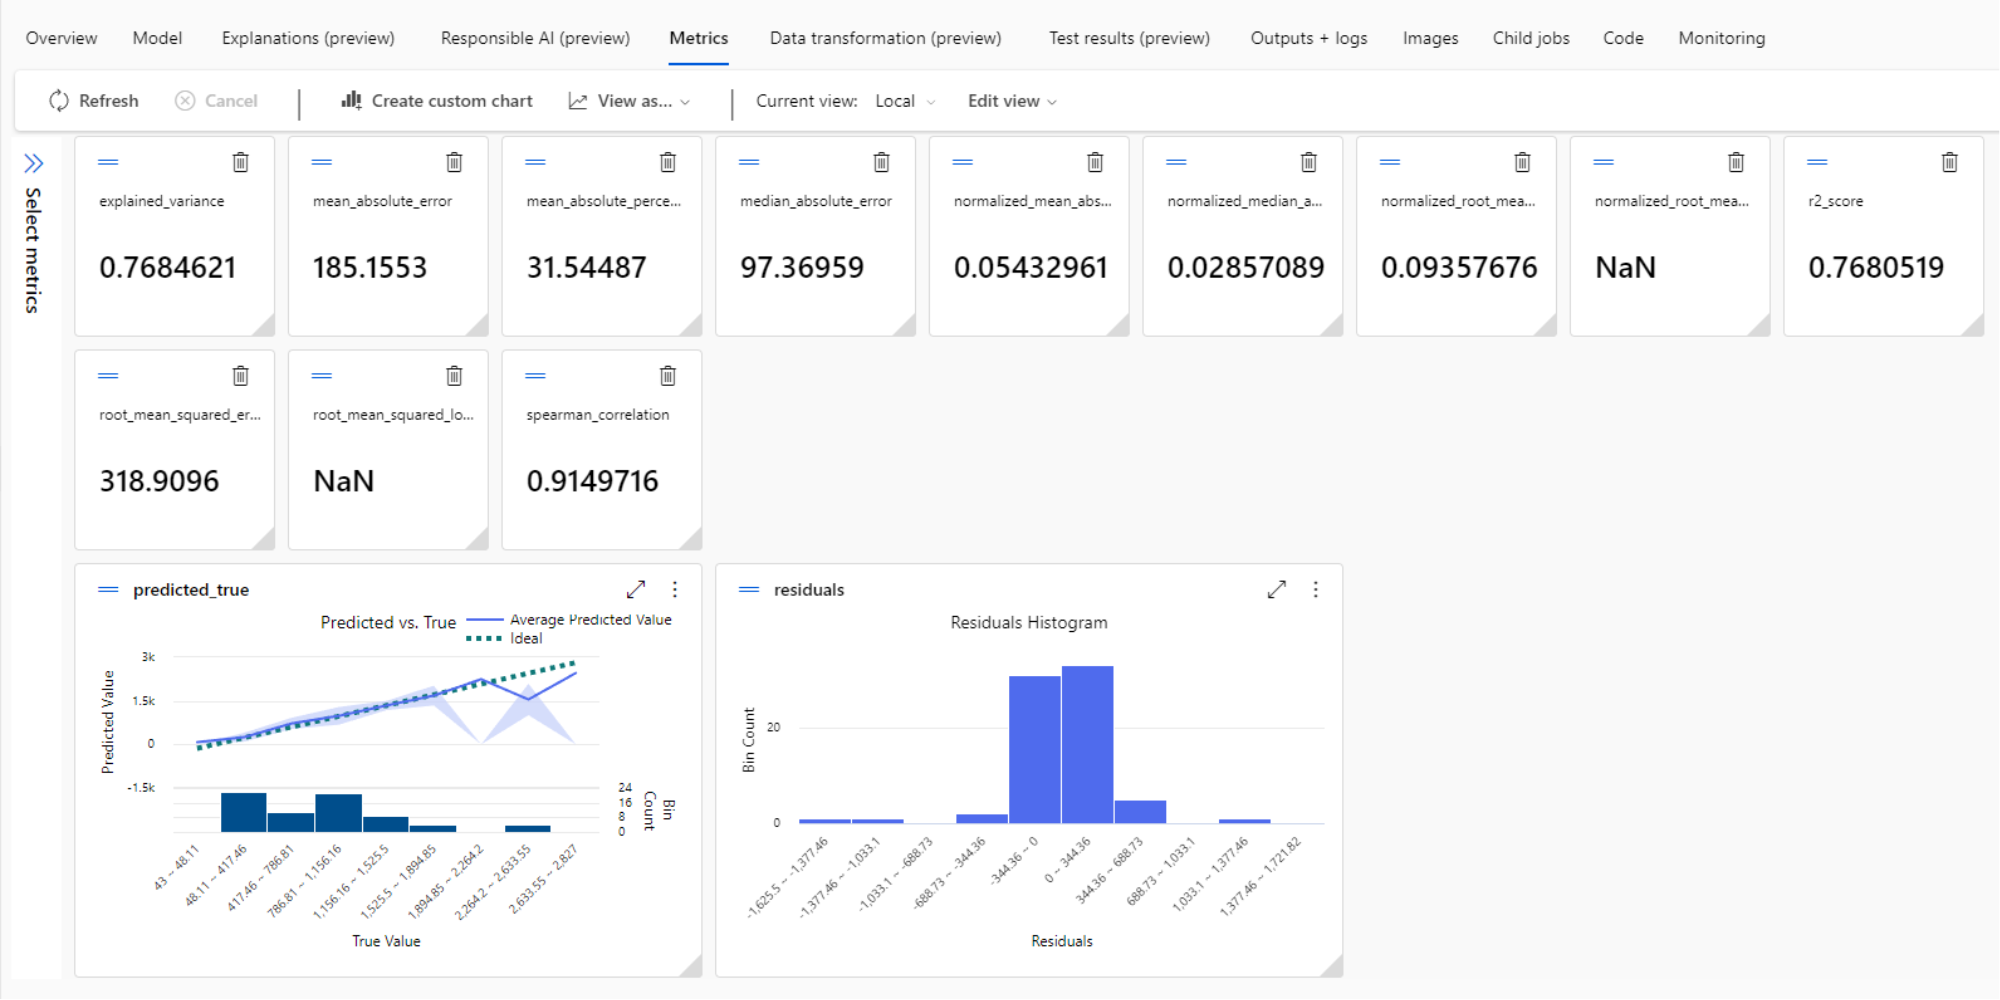 Overview Model Explanations (preview) Responsible AI (preview) Metrics Data transformation (preview) Test results (preview) Outputs + logs Images Child jobs Code Monitoring
Refresh Cancel Create custom chart View as... Current view: Local Edit view
Select metrics
explained_variance
0.7684621
mean_absolute_error
185.1553
mean_absolute_perce...
31.54487
median_absolute_error
97.36959
normalized_mean_abs...
0.05432961
normalized_median_a...
0.02857089
normalized_root_mea...
0.09357676
normalized_root_mea...
NaN
r2_score
0.7680519
root_mean_squared_er...
318.9096
root_mean_squared_lo...
NaN
spearman_correlation
0.9149716
predicted_true
Predicted vs. True
Average Predicted Value
Ideal
Predicted Value
3k
1.5k
0
-1.5k
24
16
8
0
Bin
Count
43 ~ 48.11
48.11 ~ 417.46
417.46 ~ 786.81
786.81 ~ 1,156.16
1,156.16 ~ 1,525.5
1,525.5 ~ 1,894.85
1,894.85 ~ 2,264.2
2,264.2 ~ 2,633.55
2,633.55 ~ 2,827
True Value
residuals
Residuals Histogram
Bin Count
20
0
-1,625.5 ~ -1,377.46
-1,377.46 ~ -1,033.1
-1,033.1 ~ -688.73
-688.73 ~ -344.36
-344.36 ~ 0
0 ~ 344.36
344.36 ~ 688.73
688.73 ~ 1,033.1
1,033.1 ~ 1,377.46
1,377.46 ~ 1,721.82
Residuals